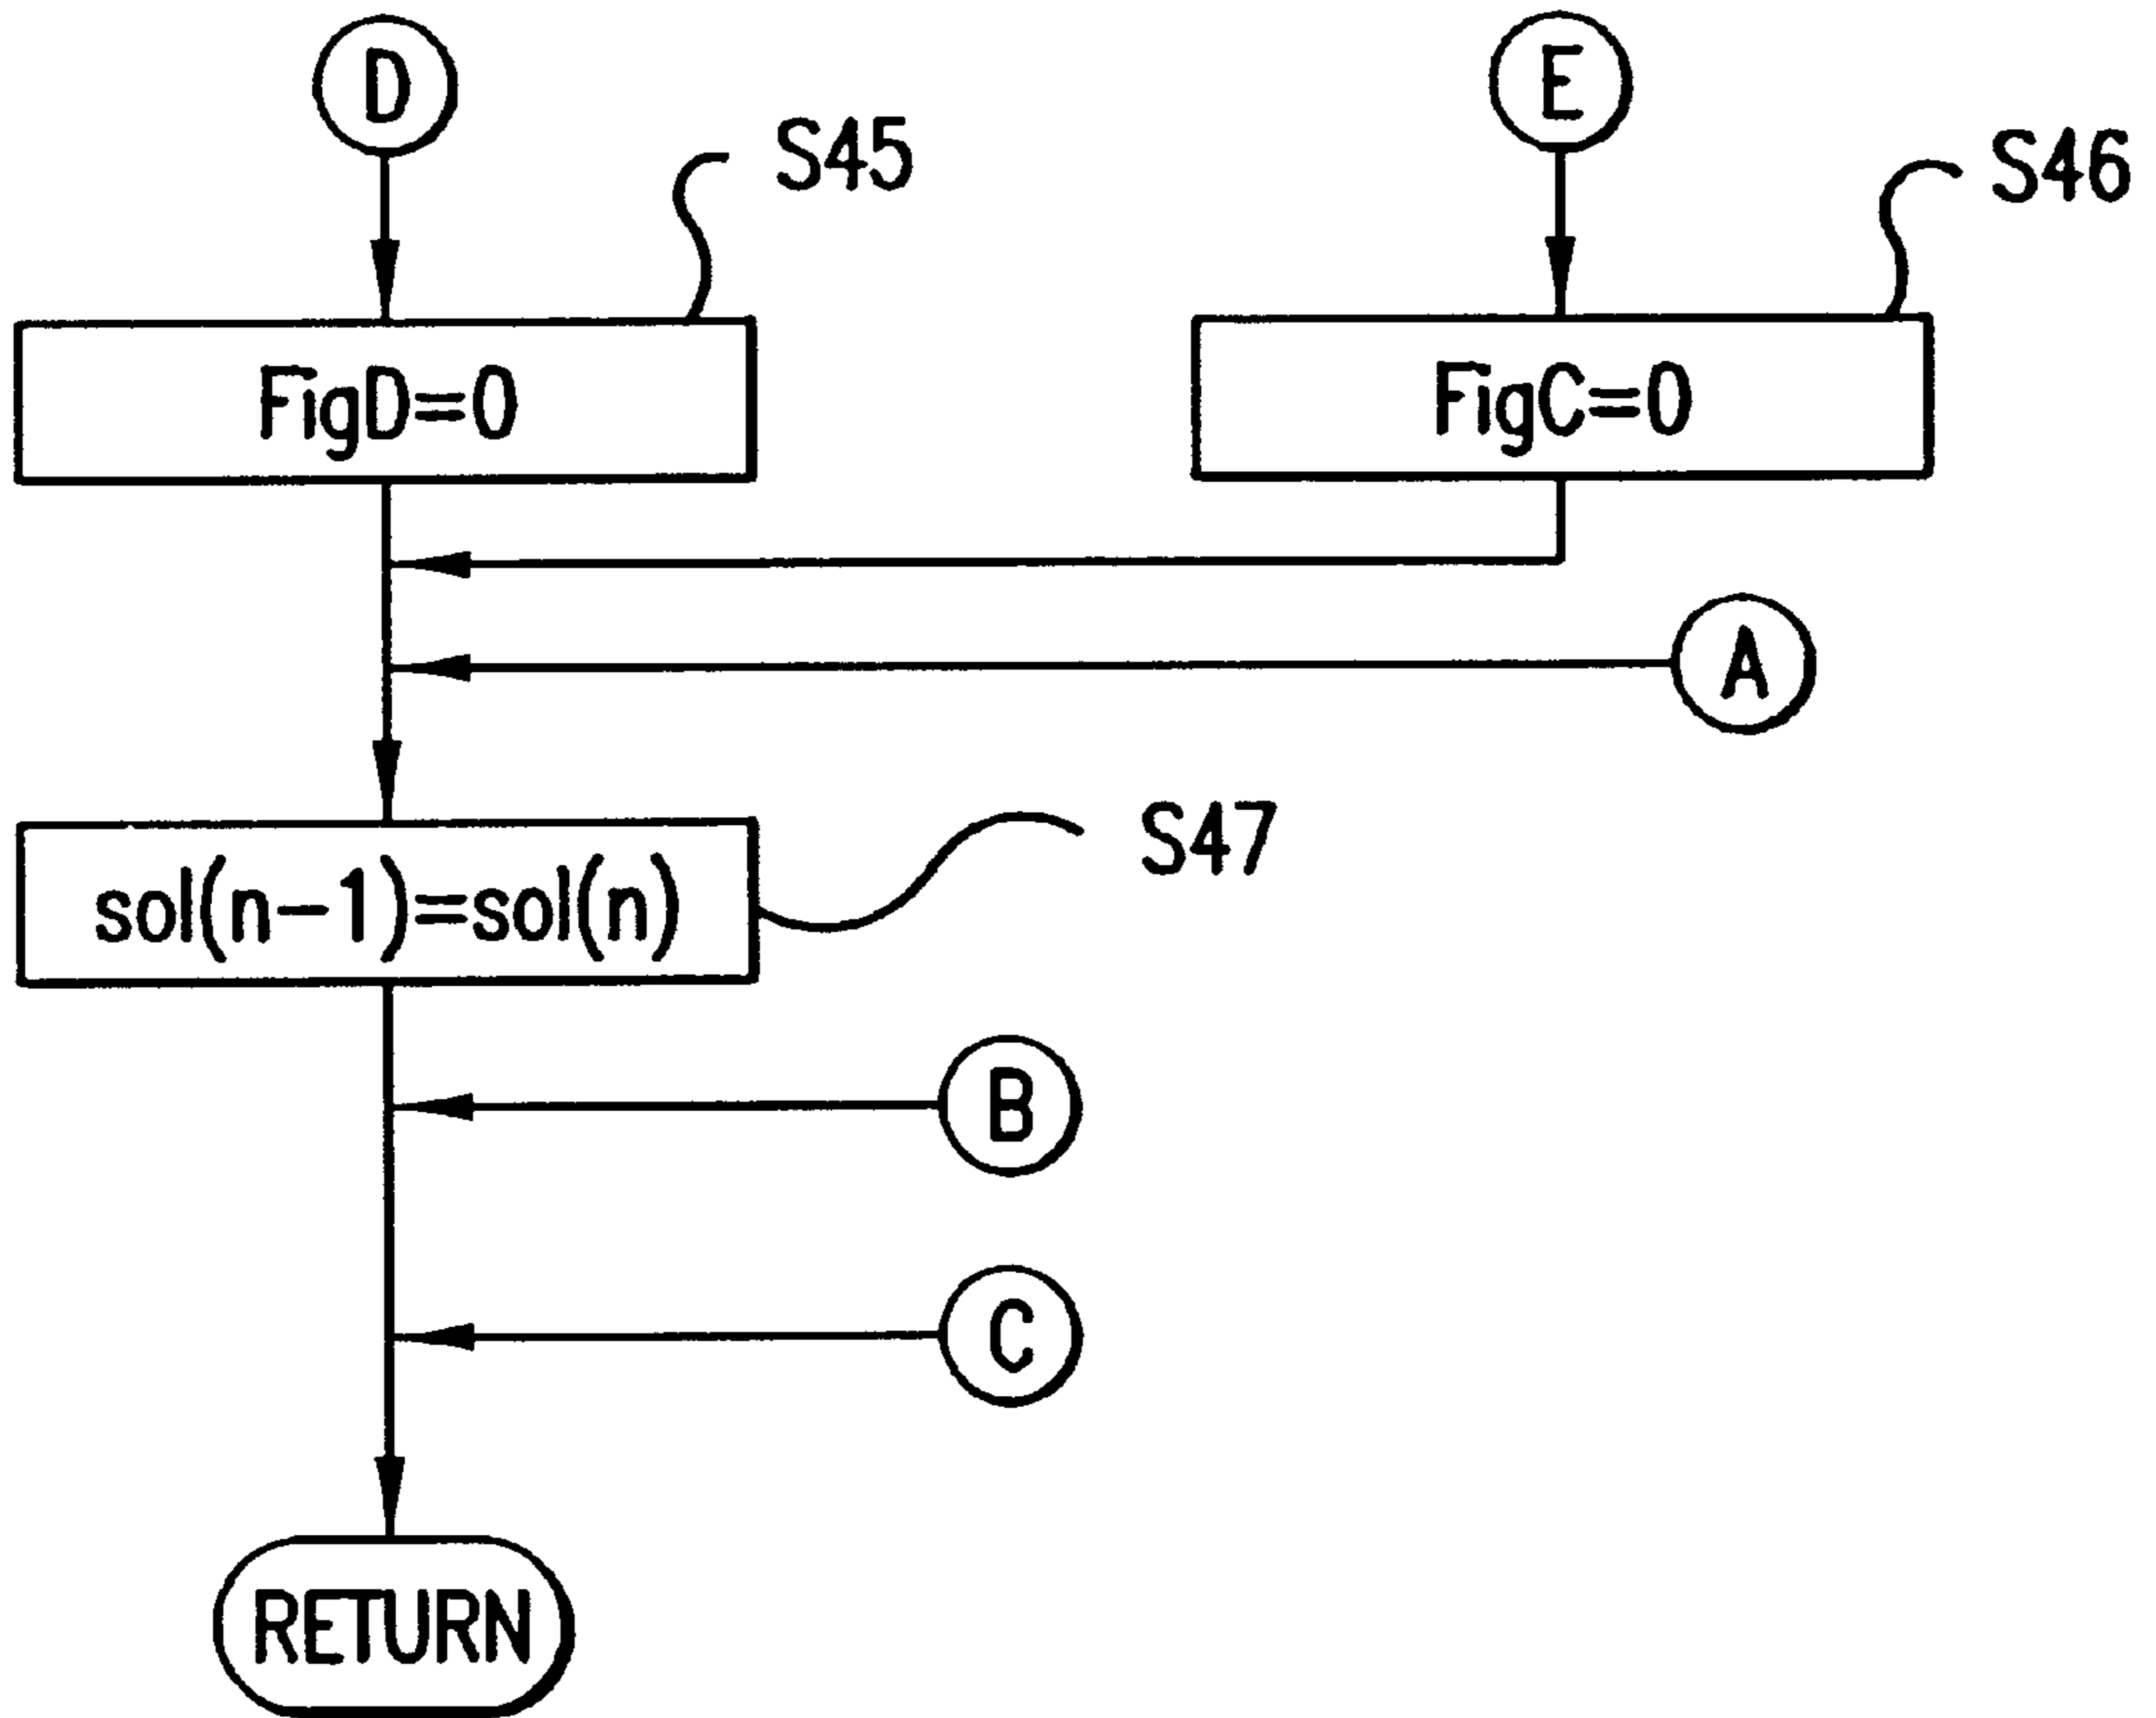 D
E
S45
S46
FigD=0
FigC=0
A
S47
sol(n-1)=sol(n)
B
C
RETURN